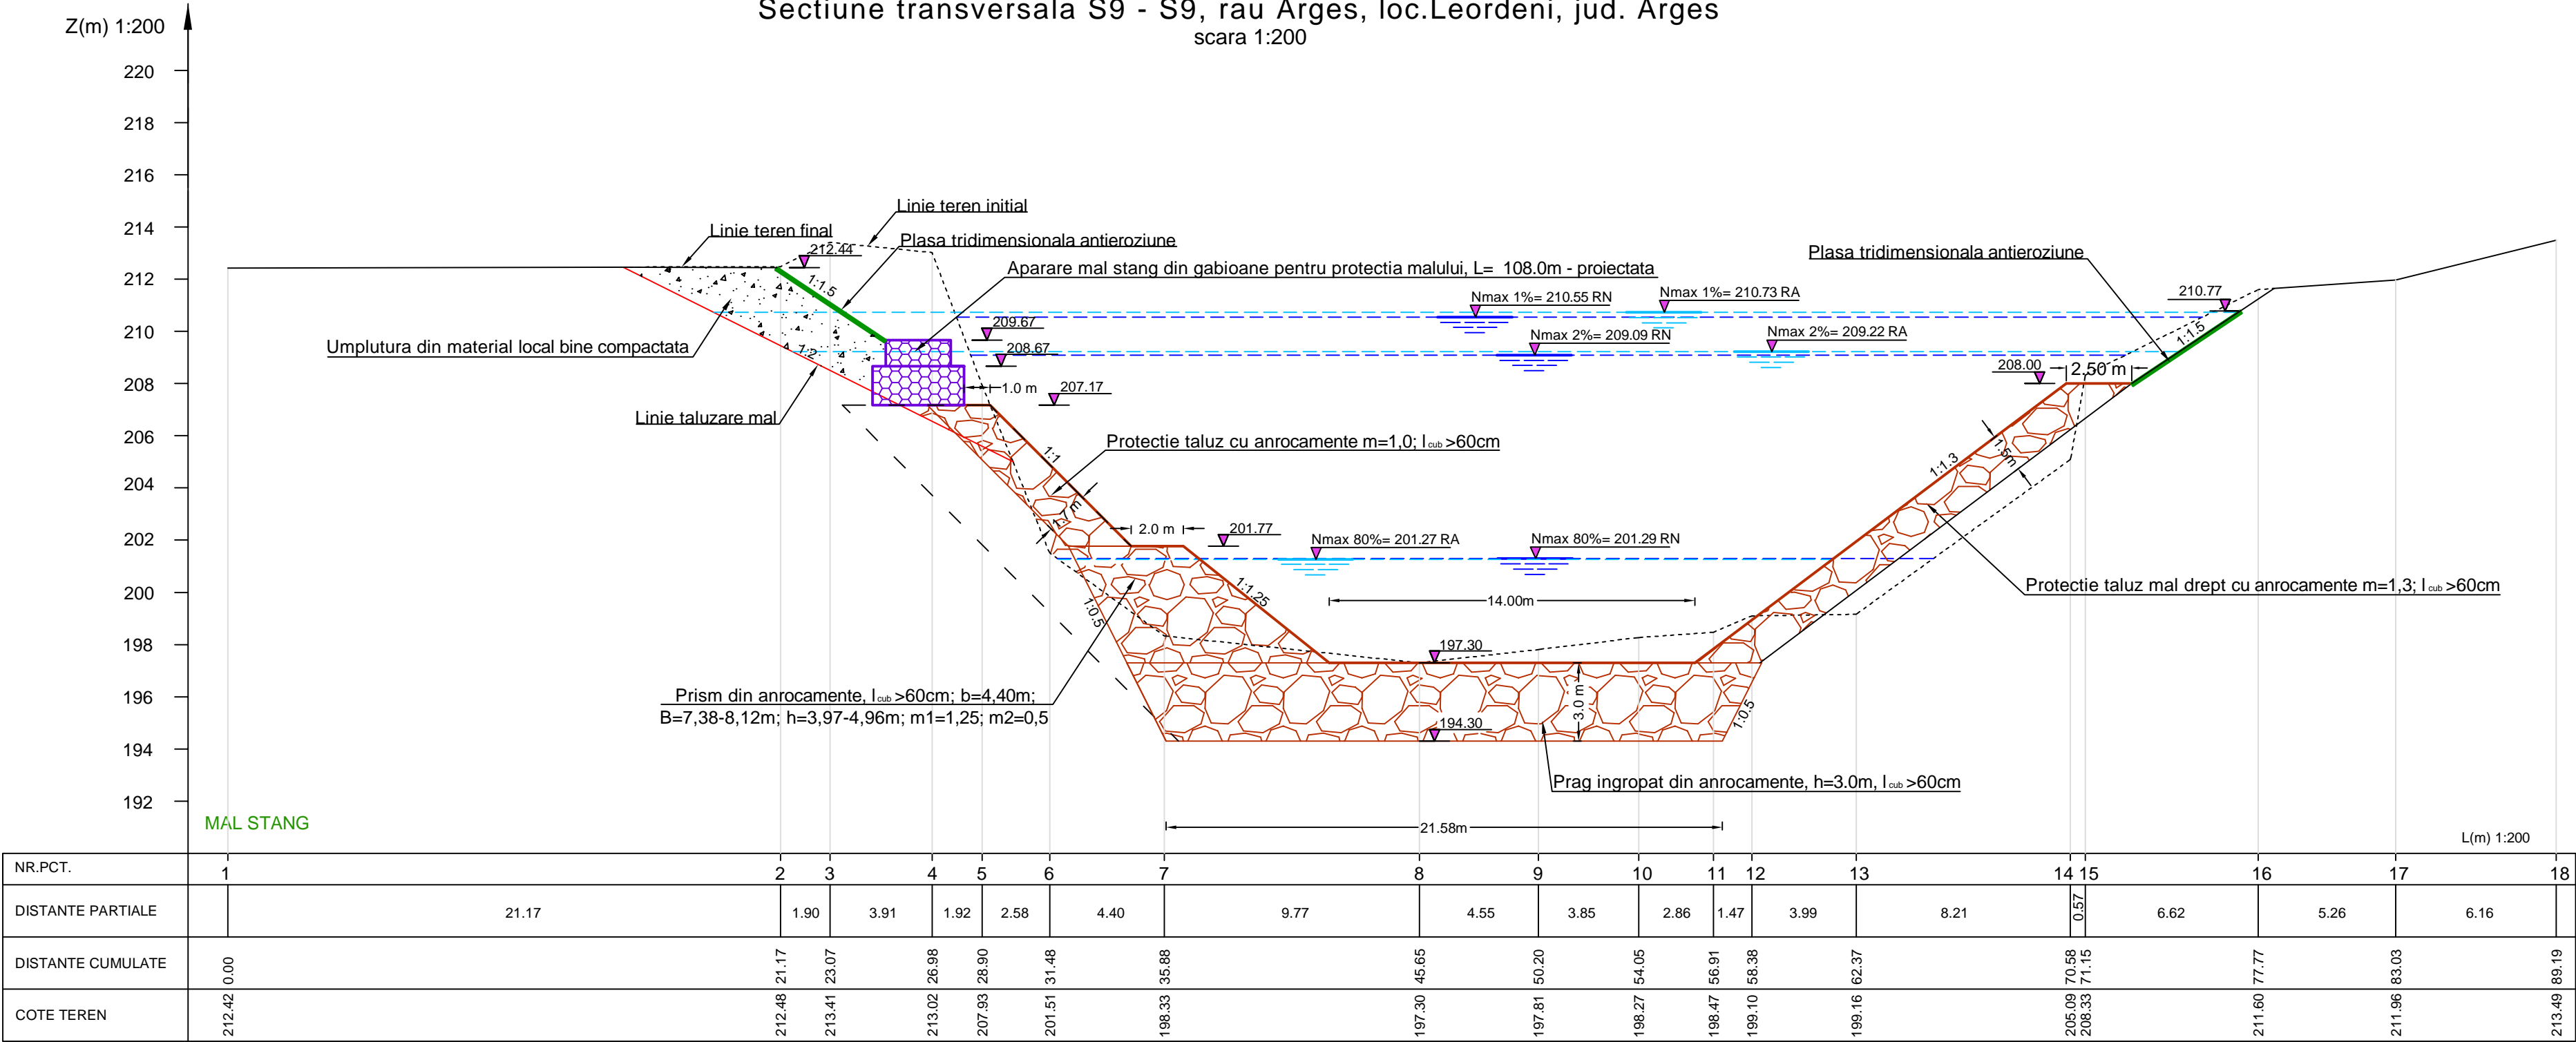 Sectiune transversala S9 - S9, rau Arges, loc.Leordeni, jud. Arges
scara 1:200
Z(m) 1:200
220
218
216
214
212
210
208
206
204
202
200
198
196
194
192
Linie teren initial
Linie teren final
Plasa tridimensionala antieroziune
212.44
Plasa tridimensionala antieroziune
Aparare mal stang din gabioane pentru protectia malului, L= 108.0m - proiectata
1:1.5
Nmax 1%= 210.55 RN
Nmax 1%= 210.73 RA
210.77
209.67
Nmax 2%= 209.09 RN
Nmax 2%= 209.22 RA
1:1.5
Umplutura din material local bine compactata
1:2
208.67
208.00
2.50 m
1.0 m
207.17
Linie taluzare mal
Protectie taluz cu anrocamente m=1,0; l cub >60cm
1:1
1:1.3
1.5m
1.7 m
2.0 m
201.77
Nmax 80%= 201.27 RA
Nmax 80%= 201.29 RN
1:1.25
14.00m
Protectie taluz mal drept cu anrocamente m=1,3; l cub >60cm
1:0.5
197.30
Prism din anrocamente, l cub >60cm; b=4,40m;
B=7,38-8,12m; h=3,97-4,96m; m1=1,25; m2=0,5
3.0 m
194.30
1:0.5
Prag ingropat din anrocamente, h=3.0m, l cub >60cm
MAL STANG
21.58m
L(m) 1:200
NR.PCT. 1 2 3 4 5 6 7 8 9 10 11 12 13 14 15 16 17 18
DISTANTE PARTIALE 21.17 1.90 3.91 1.92 2.58 4.40 9.77 4.55 3.85 2.86 1.47 3.99 8.21 0.57 6.62 5.26 6.16
DISTANTE CUMULATE 0.00 21.17 23.07 26.98 28.90 31.48 35.88 45.65 50.20 54.05 56.91 58.38 62.37 70.58 71.15 77.77 83.03 89.19
COTE TEREN 212.42 212.48 213.41 213.02 207.93 201.51 198.33 197.30 197.81 198.27 198.47 199.10 199.16 205.09 208.33 211.60 211.96 213.49